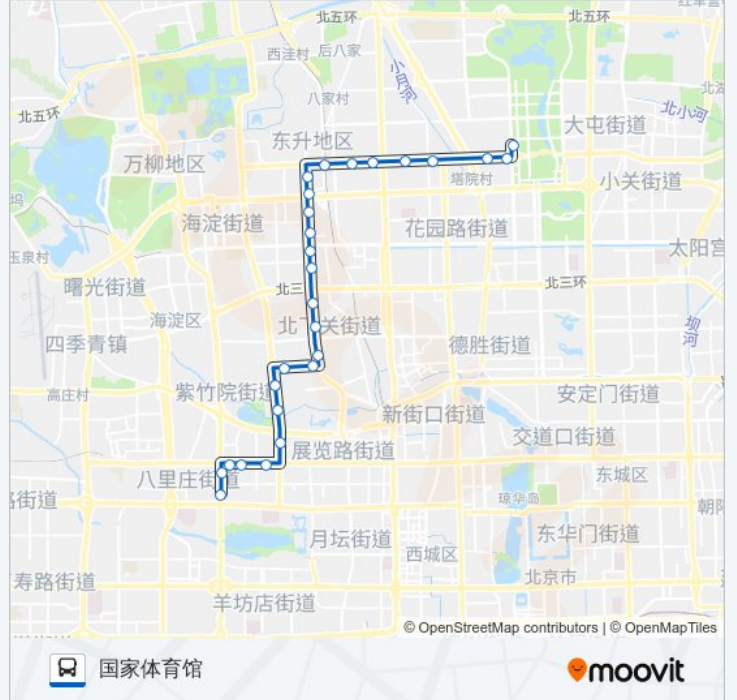 北五环
北五环
西洼村
后八家
小月河
八家村
北五环
北小河
大屯街道
东升地区
万柳地区
塔院村
小关街道
海淀街道
花园路街道
太阳宫
玉泉村
北三环
曙光街道
北三
海淀区
坝河
四季青镇
德胜街道
紫竹院街道
高庄村
安定门街道
新街口街道
交道口街道
展览路街道
八里庄街道
东城区
琼华岛
街道
朝阳
月坛街道
东华门街道
西城区
寿路街道
北京市
羊坊店街道
© OpenStreetMap contributors | © OpenMapTiles
国家体育馆
moovit